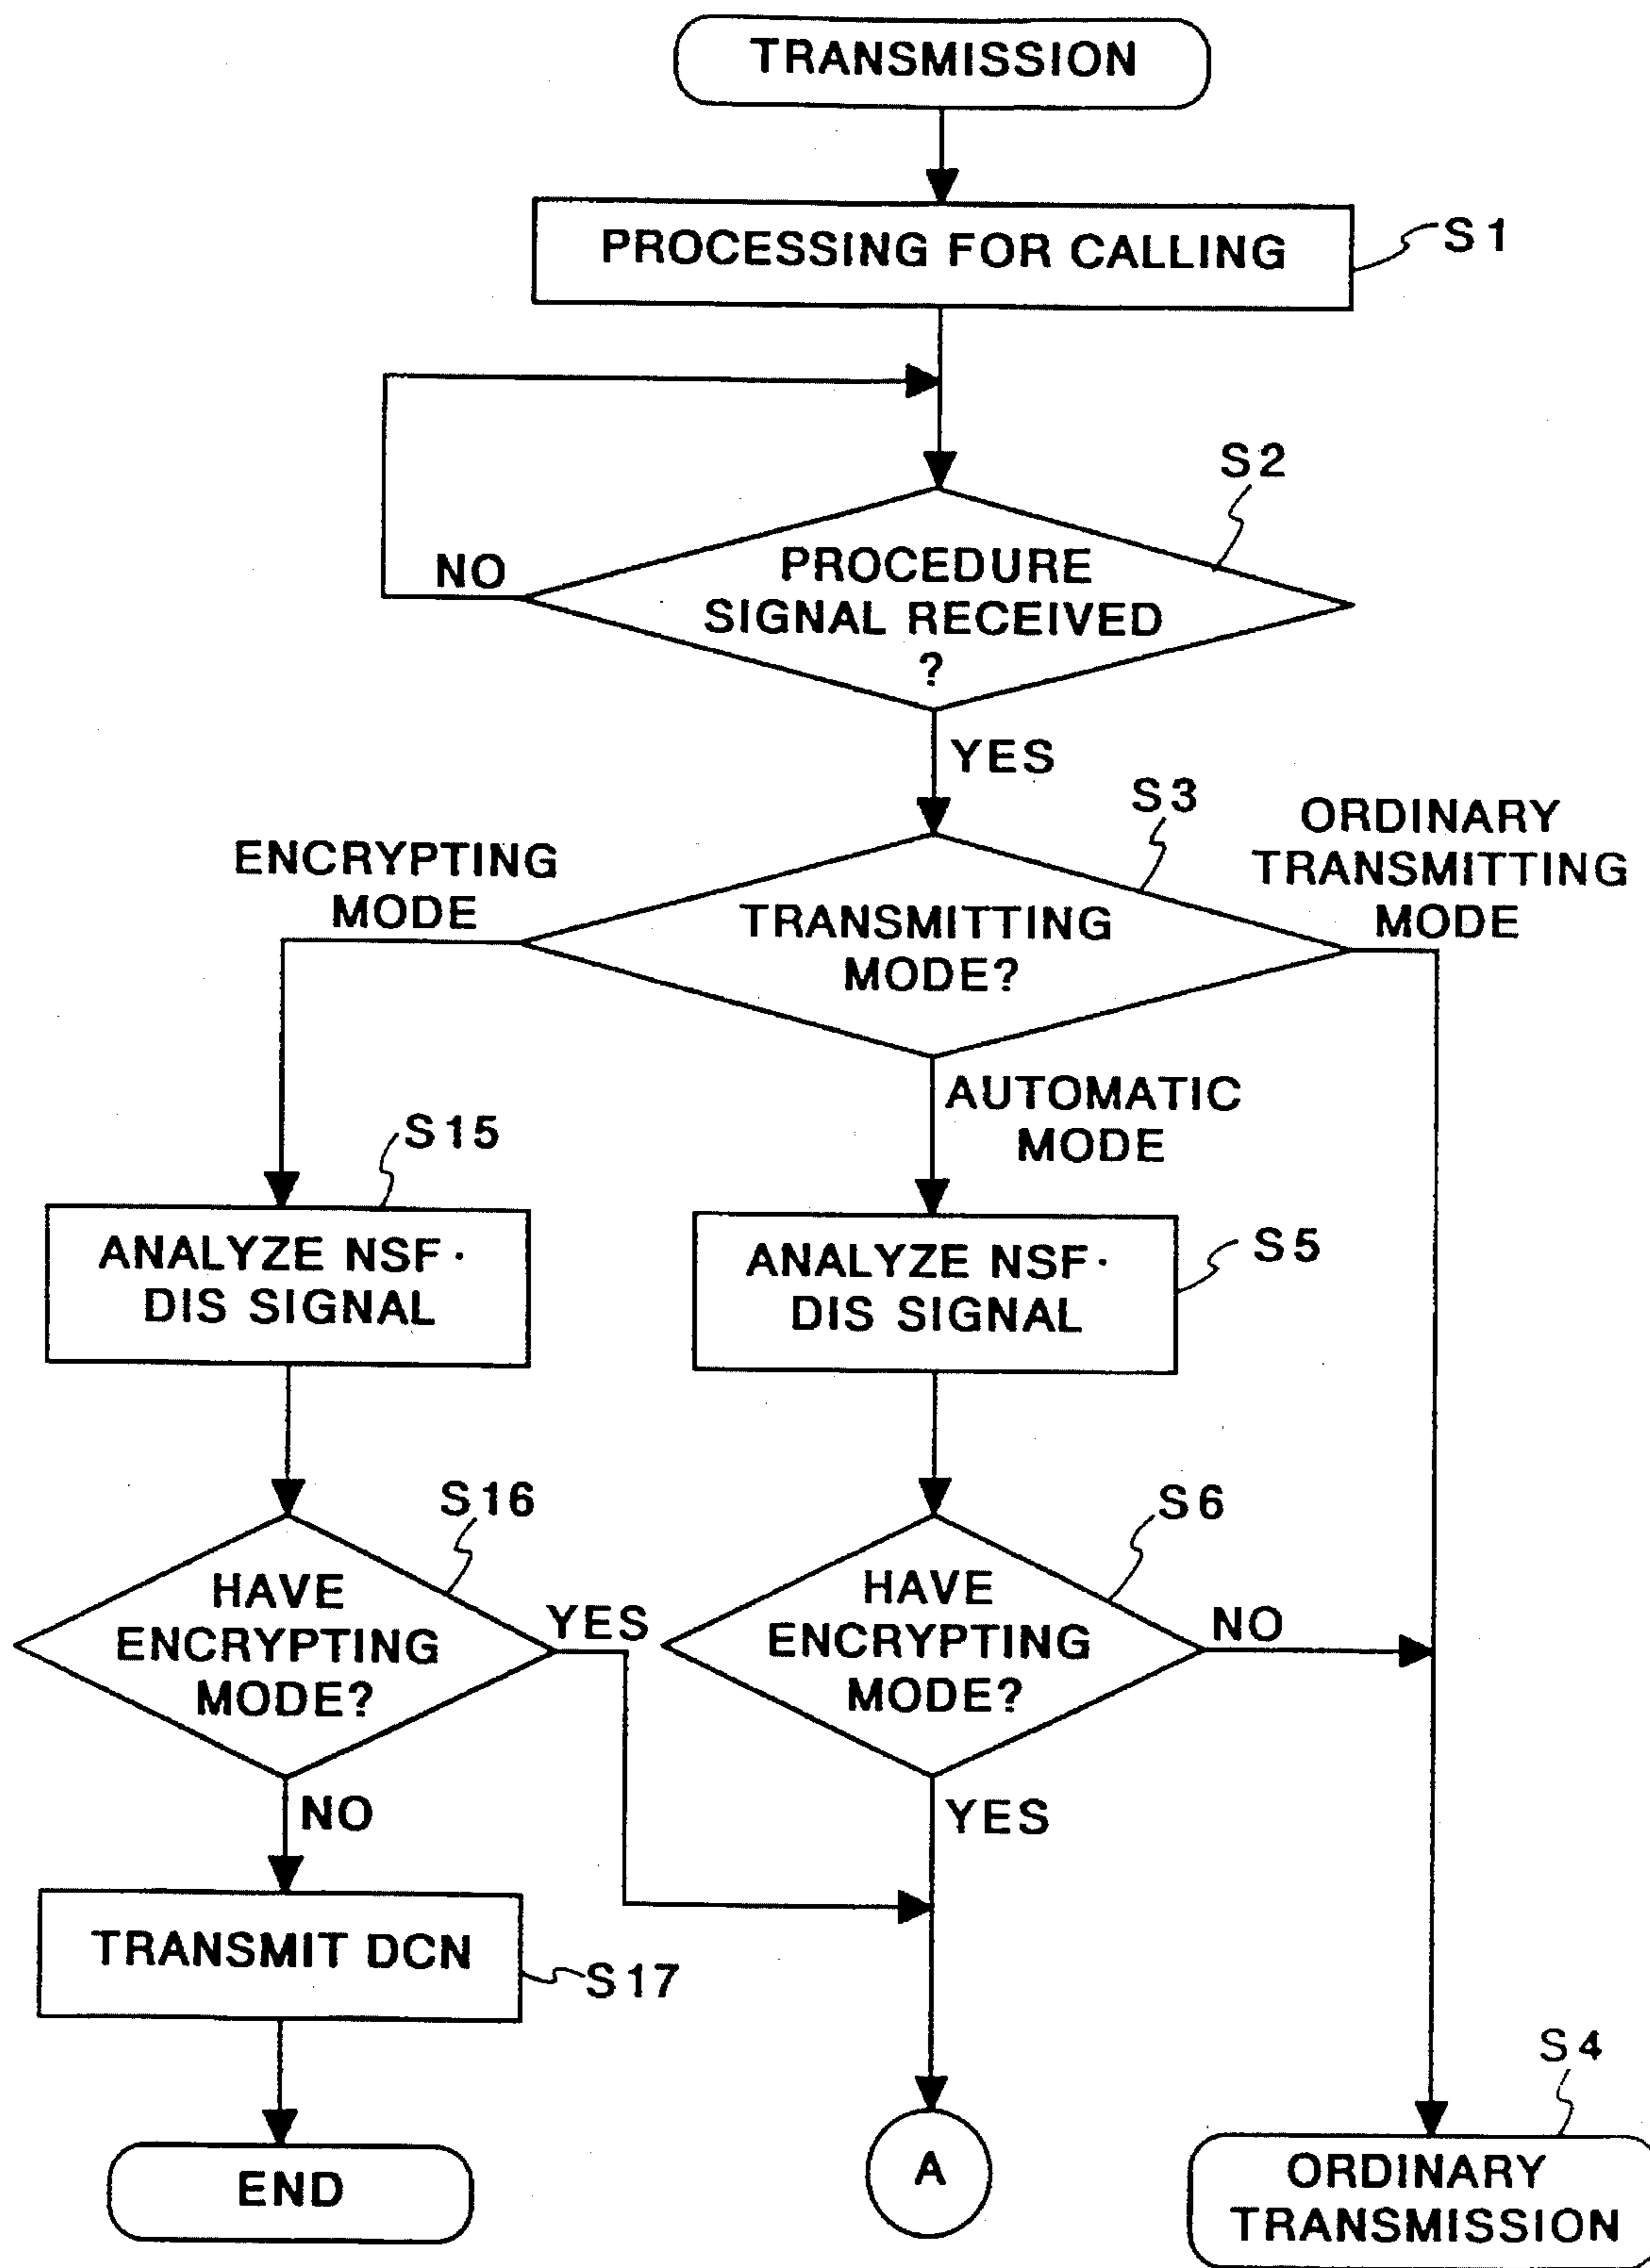 TRANSMISSION
PROCESSING FOR CALLING
S1
S2
PROCEDURE
SIGNAL RECEIVED
?
NO
YES
S3
ENCRYPTING
MODE
TRANSMITTING
MODE?
ORDINARY
TRANSMITTING
MODE
AUTOMATIC
MODE
S15
ANALYZE NSF·
DIS SIGNAL
S5
ANALYZE NSF·
DIS SIGNAL
S16
HAVE
ENCRYPTING
MODE?
YES
NO
S6
HAVE
ENCRYPTING
MODE?
NO
YES
TRANSMIT DCN
S17
END
A
S4
ORDINARY
TRANSMISSION